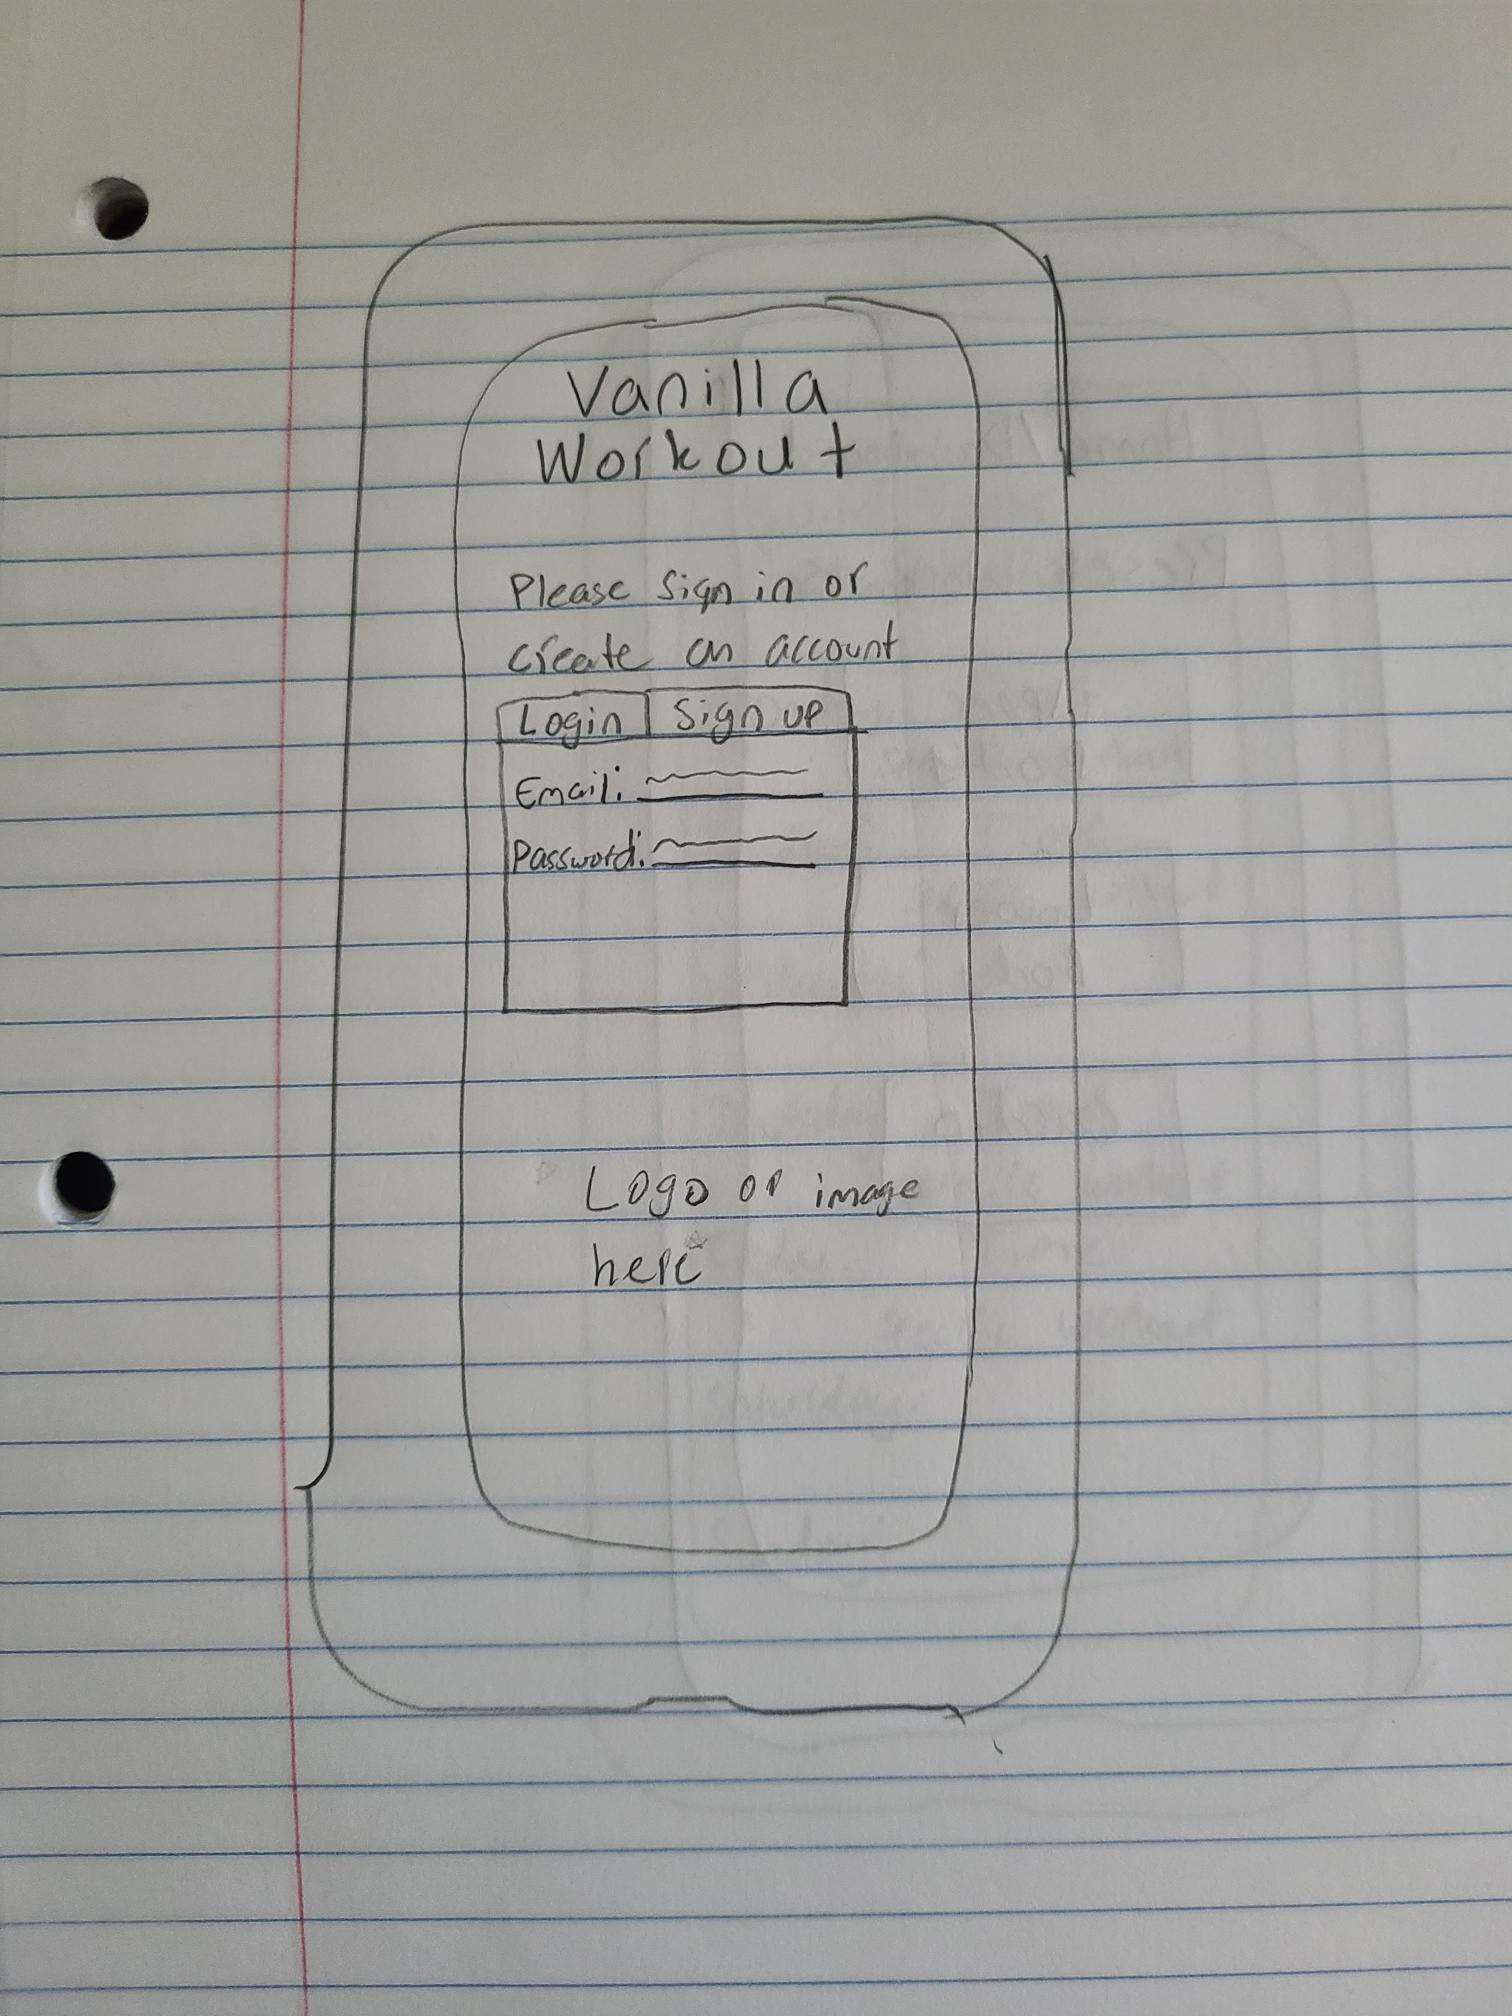 Vanilla
Workout
Please sign in or
create an account
Login Sign up
Email:
Password:
Logo or image
here